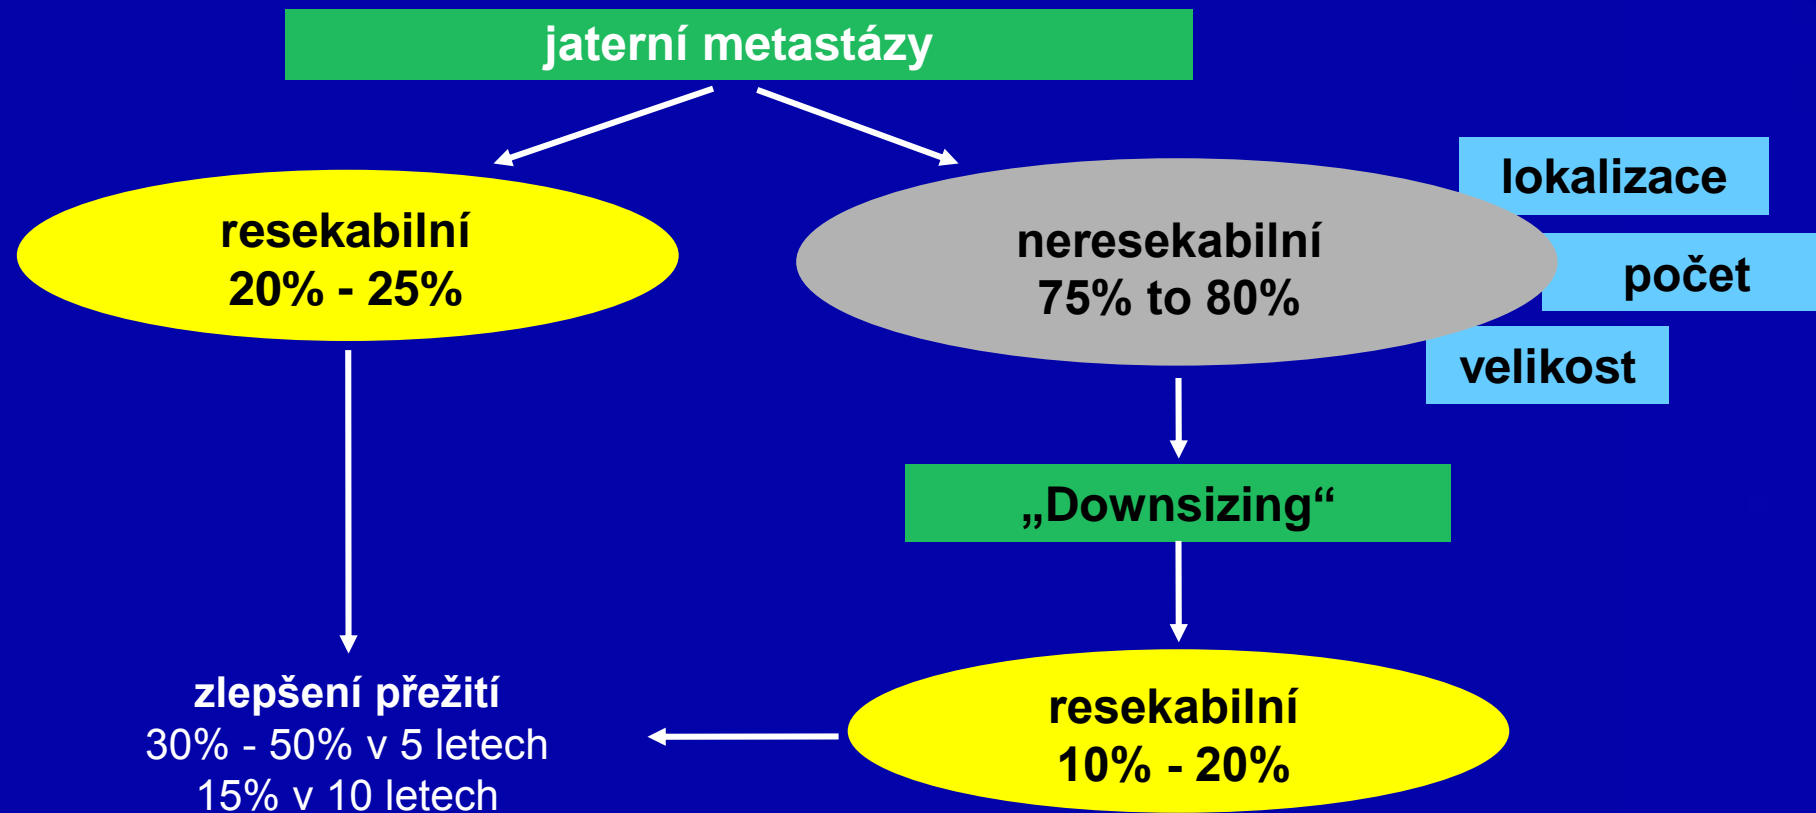 jaterní metastázy
resekabilní
20% - 25%
neresekabilní
75% to 80%
lokalizace
počet
velikost
„Downsizing“
resekabilní
10% - 20%
zlepšení přežití
30% - 50% v 5 letech
15% v 10 letech